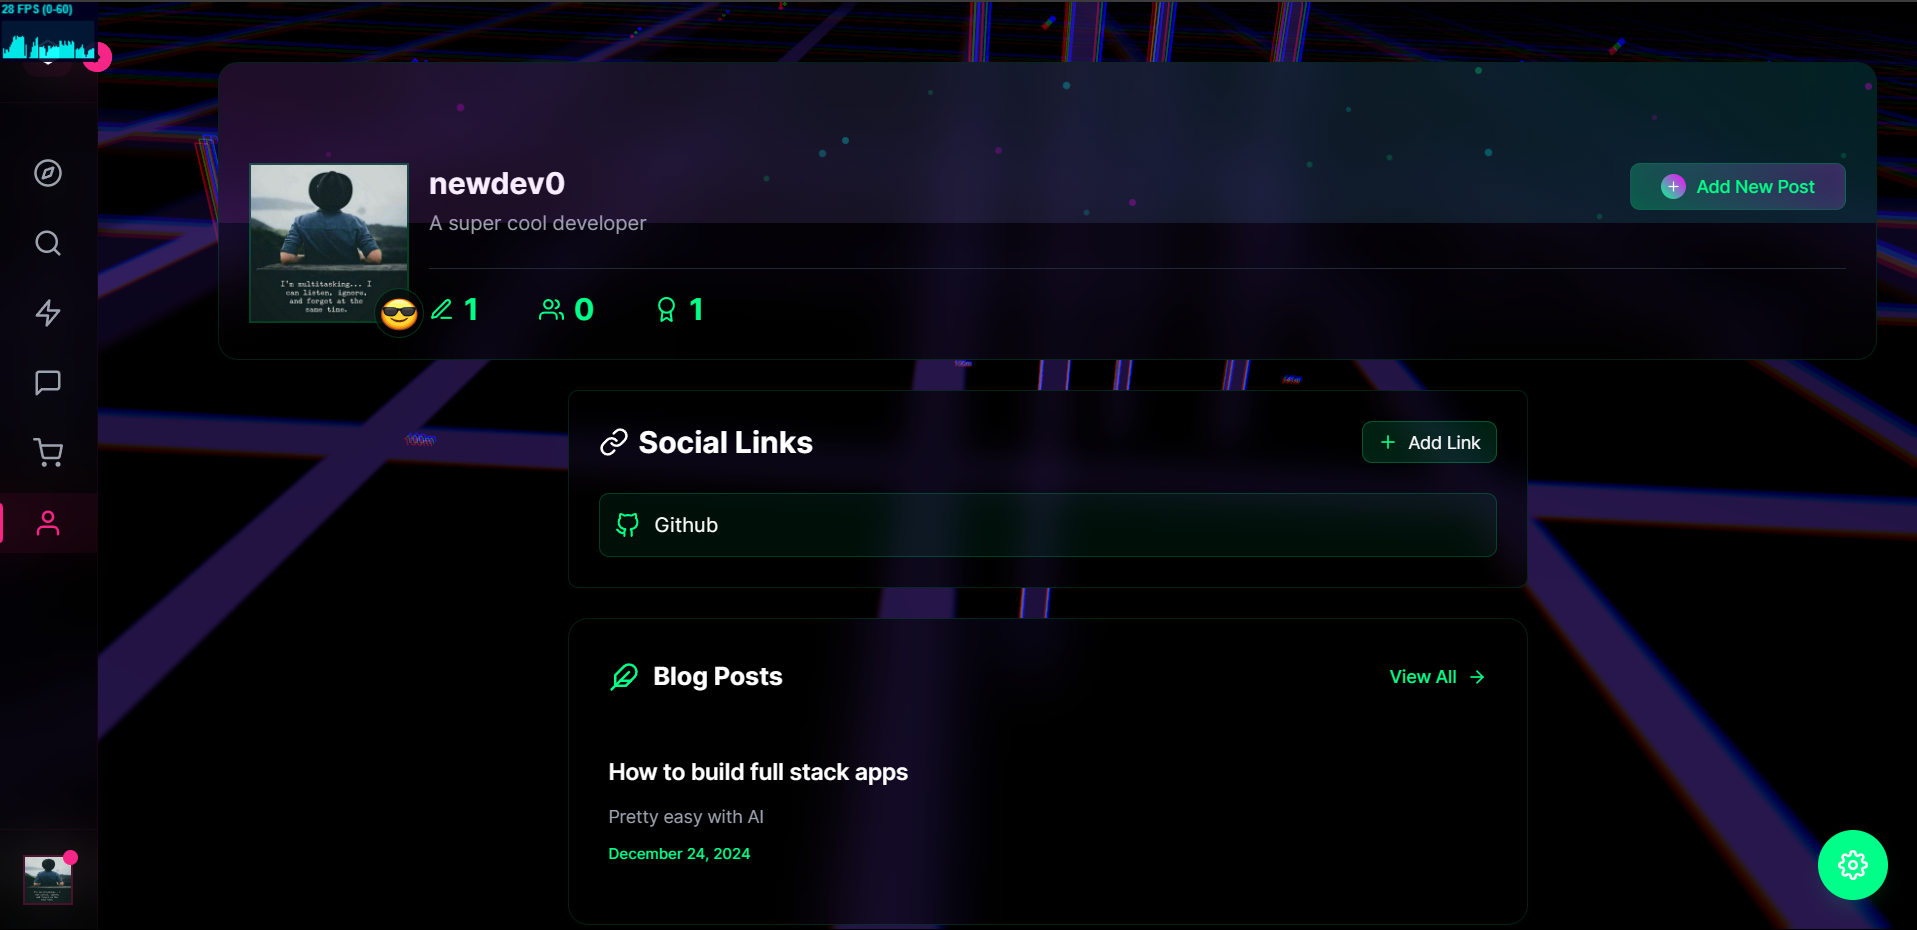 28 FPS (0-60)
newdev0
A super cool developer
Add New Post
I'm multitasking... I
can listen, ignore,
and forget at the
same time.
1
0
1
Social Links
Add Link
Github
Blog Posts
View All
How to build full stack apps
Pretty easy with AI
December 24, 2024